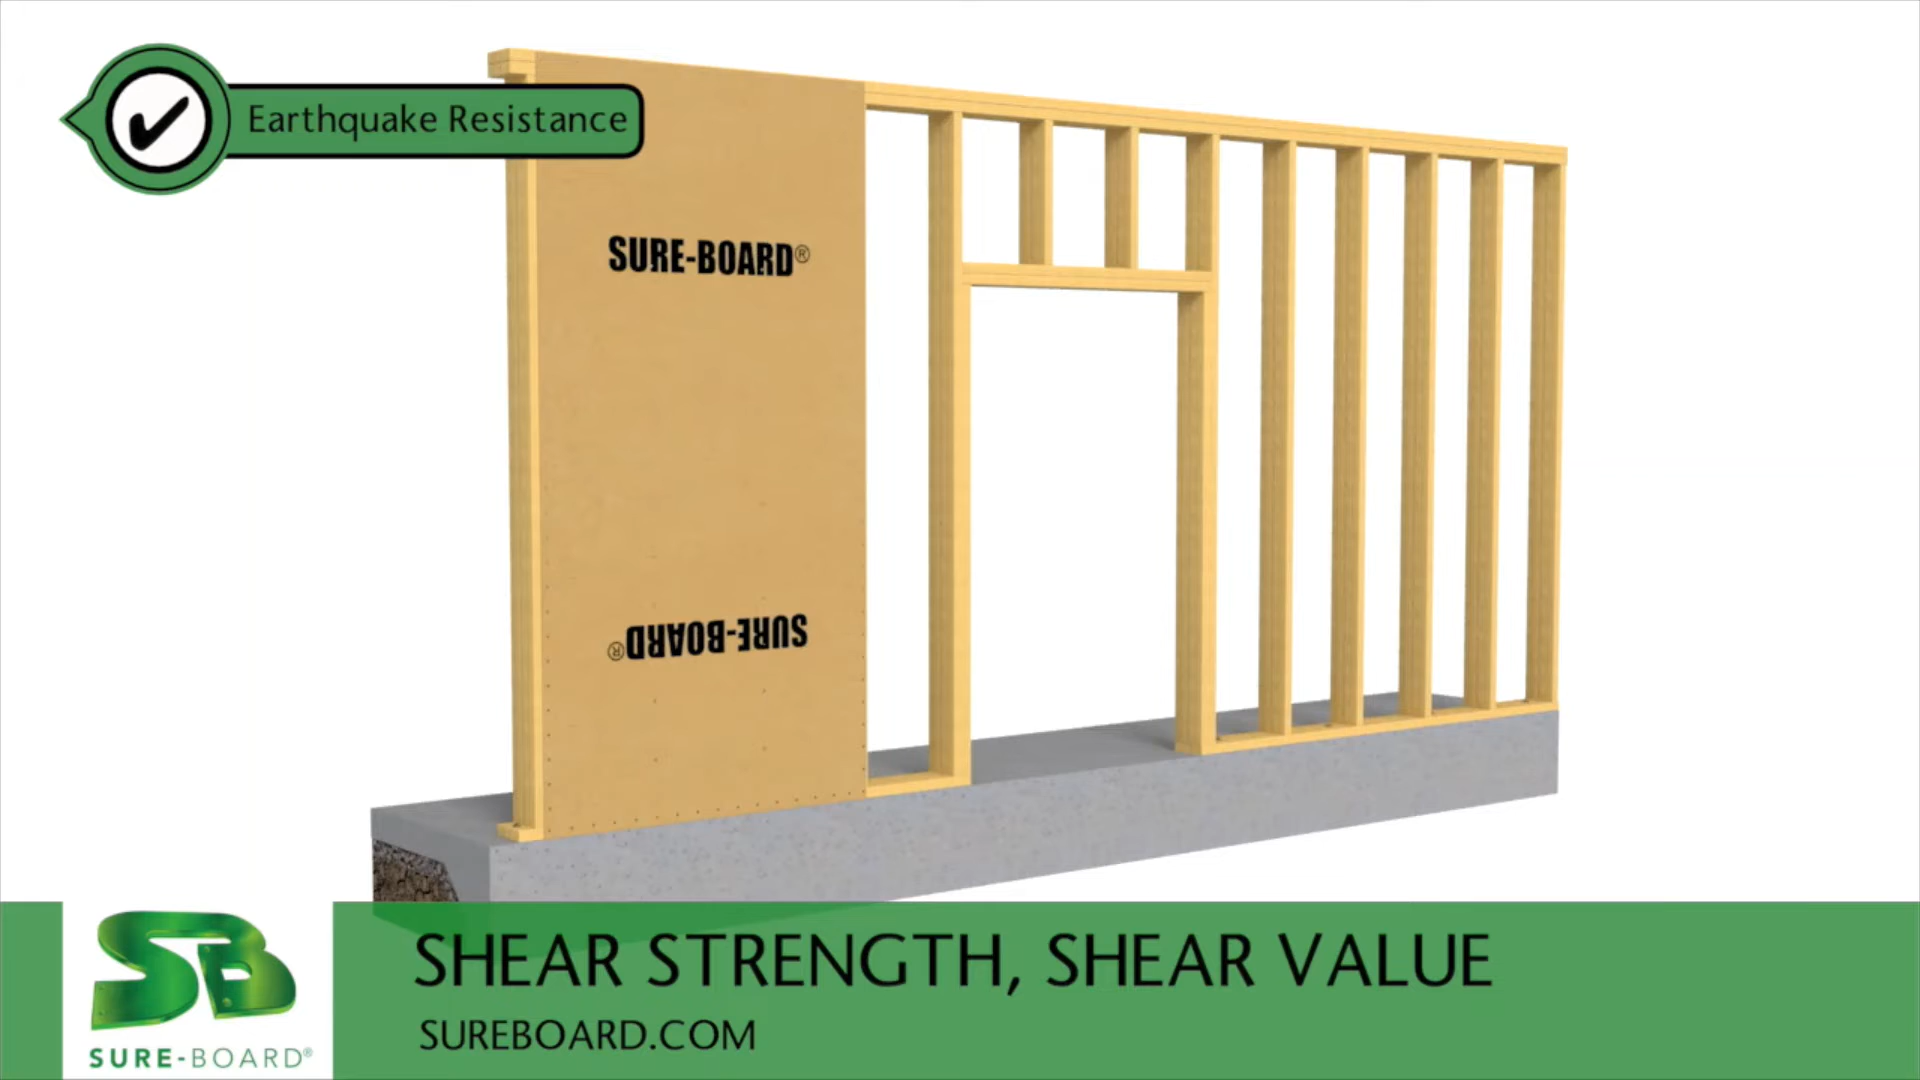 Earthquake Resistance
SURE-BOARD®
SURE-BOARD®
SHEAR STRENGTH, SHEAR VALUE
SUREBOARD.COM
SB
SURE-BOARD®